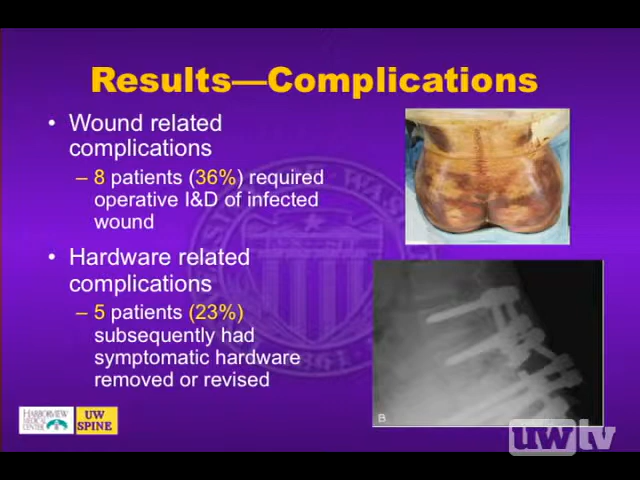 Results—Complications
• Wound related
complications
– 8 patients (36%) required
operative I&D of infected
wound
• Hardware related
complications
– 5 patients (23%)
subsequently had
symptomatic hardware
removed or revised
B
HARBORVIEW
MEDICAL
CENTER
UW
SPINE
uwtv